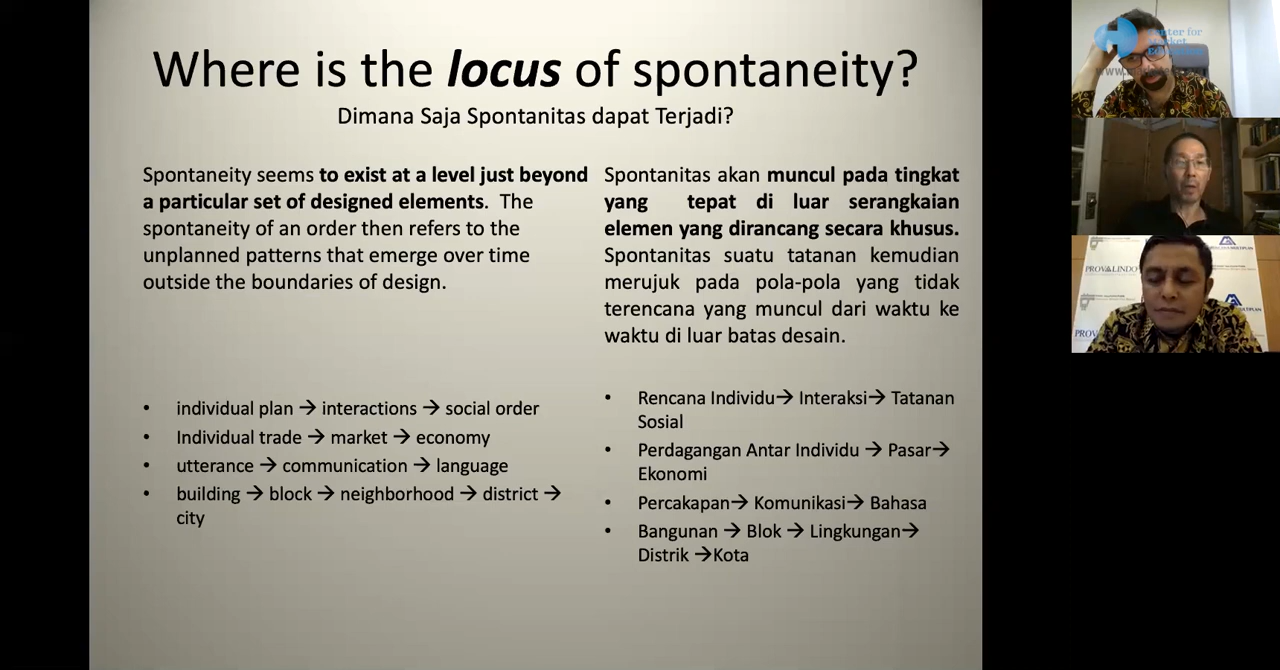 Where is the locus of spontaneity?
Dimana Saja Spontanitas dapat Terjadi?
Spontaneity seems to exist at a level just beyond
a particular set of designed elements. The
spontaneity of an order then refers to the
unplanned patterns that emerge over time
outside the boundaries of design.
• individual plan → interactions → social order
• Individual trade → market → economy
• utterance → communication → language
• building → block → neighborhood → district →
city
Spontanitas akan muncul pada tingkat
yang tepat di luar serangkaian
elemen yang dirancang secara khusus.
Spontanitas suatu tatanan kemudian
merujuk pada pola-pola yang tidak
terencana yang muncul dari waktu ke
waktu di luar batas desain.
• Rencana Individu→ Interaksi→ Tatanan
Sosial
• Perdagangan Antar Individu → Pasar→
Ekonomi
• Percakapan→ Komunikasi→ Bahasa
• Bangunan → Blok → Lingkungan→
Distrik →Kota
Center for
Market
PROVALINDO